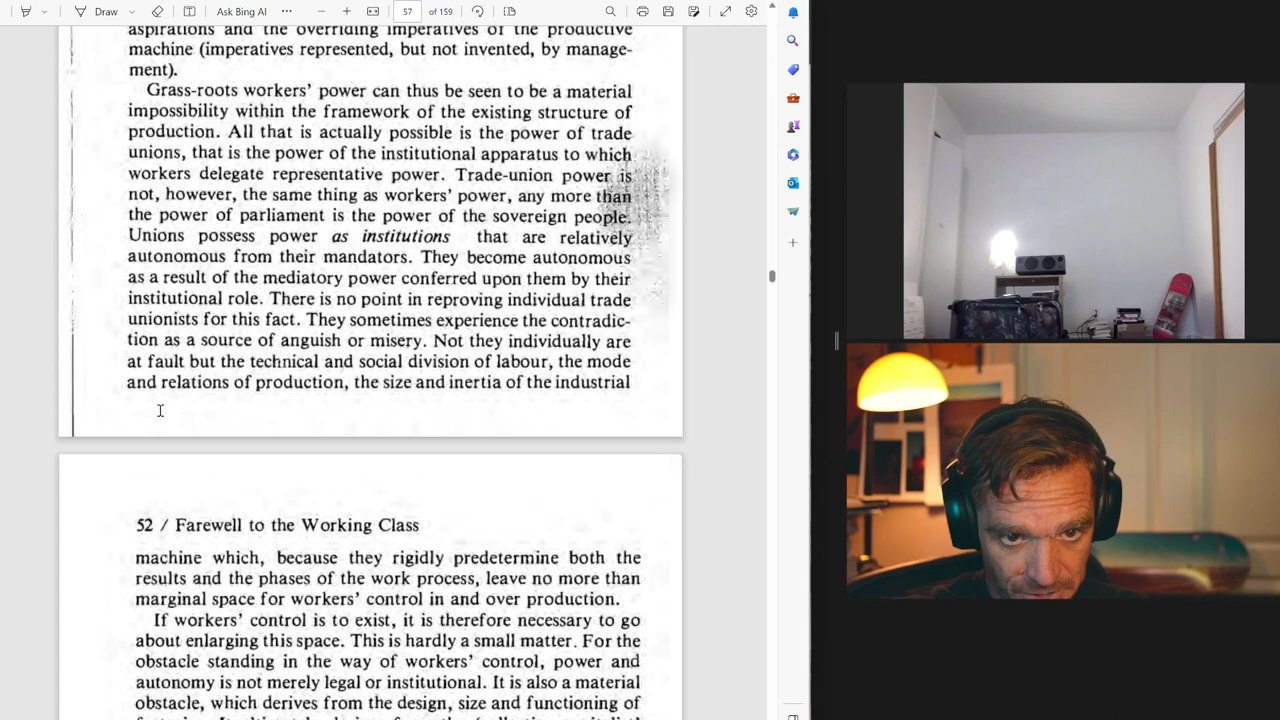 Draw
Ask Bing AI
57
of 159
aspirations and the overriding imperatives of the productive
machine (imperatives represented, but not invented, by manage-
ment).
Grass-roots workers' power can thus be seen to be a material
impossibility within the framework of the existing structure of
production. All that is actually possible is the power of trade
unions, that is the power of the institutional apparatus to which
workers delegate representative power. Trade-union power is
not, however, the same thing as workers' power, any more than
the power of parliament is the power of the sovereign people.
Unions possess power as institutions that are relatively
autonomous from their mandators. They become autonomous
as a result of the mediatory power conferred upon them by their
institutional role. There is no point in reproving individual trade
unionists for this fact. They sometimes experience the contradic-
tion as a source of anguish or misery. Not they individually are
at fault but the technical and social division of labour, the mode
and relations of production, the size and inertia of the industrial
52 / Farewell to the Working Class
machine which, because they rigidly predetermine both the
results and the phases of the work process, leave no more than
marginal space for workers' control in and over production.
If workers' control is to exist, it is therefore necessary to go
about enlarging this space. This is hardly a small matter. For the
obstacle standing in the way of workers' control, power and
autonomy is not merely legal or institutional. It is also a material
obstacle, which derives from the design, size and functioning of